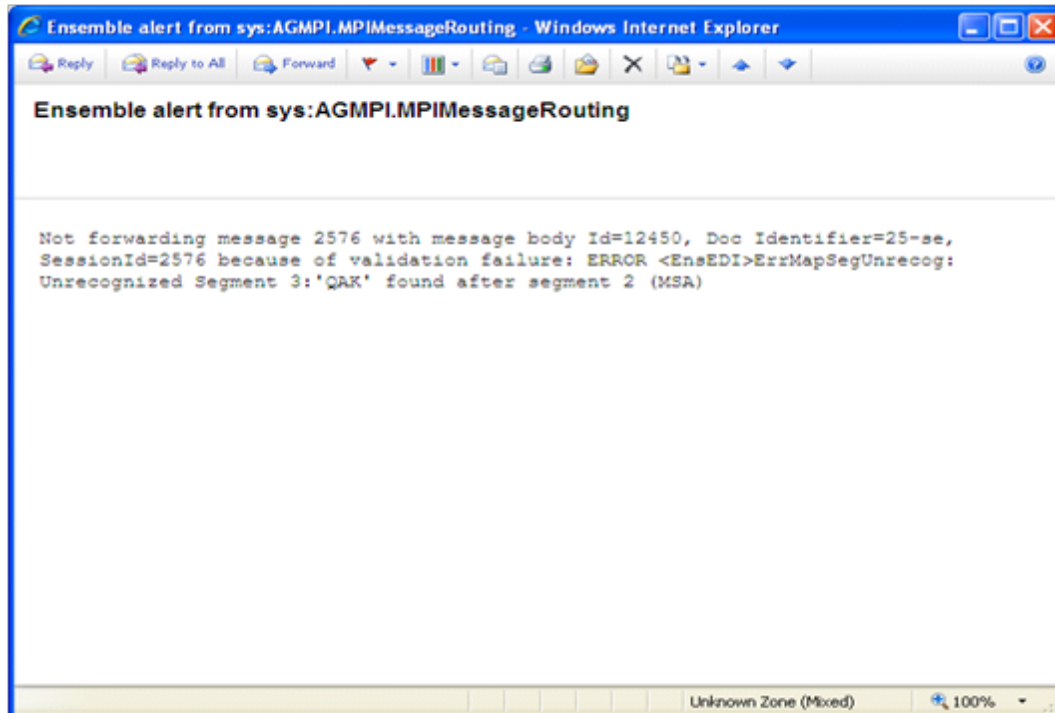 Ensemble alert from sys:AGMPI.MPIMessageRouting - Windows Internet Explorer
Reply Reply to All Forward
Ensemble alert from sys:AGMPI.MPIMessageRouting
Not forwarding message 2576 with message body Id=12450, Doc Identifier=25-se,
SessionId=2576 because of validation failure: ERROR <EnsEDI>ErrMapSegUnrecog:
Unrecognized Segment 3:'QAK' found after segment 2 (MSA)
Unknown Zone (Mixed) 100%